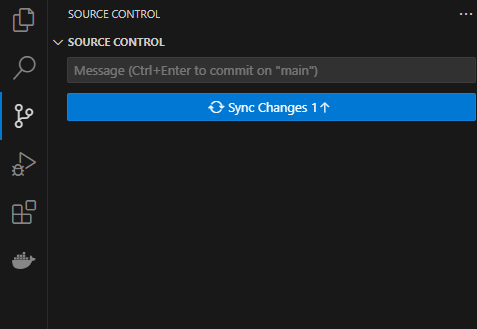 SOURCE CONTROL
SOURCE CONTROL
Message (Ctrl+Enter to commit on "main")
Sync Changes 1↑